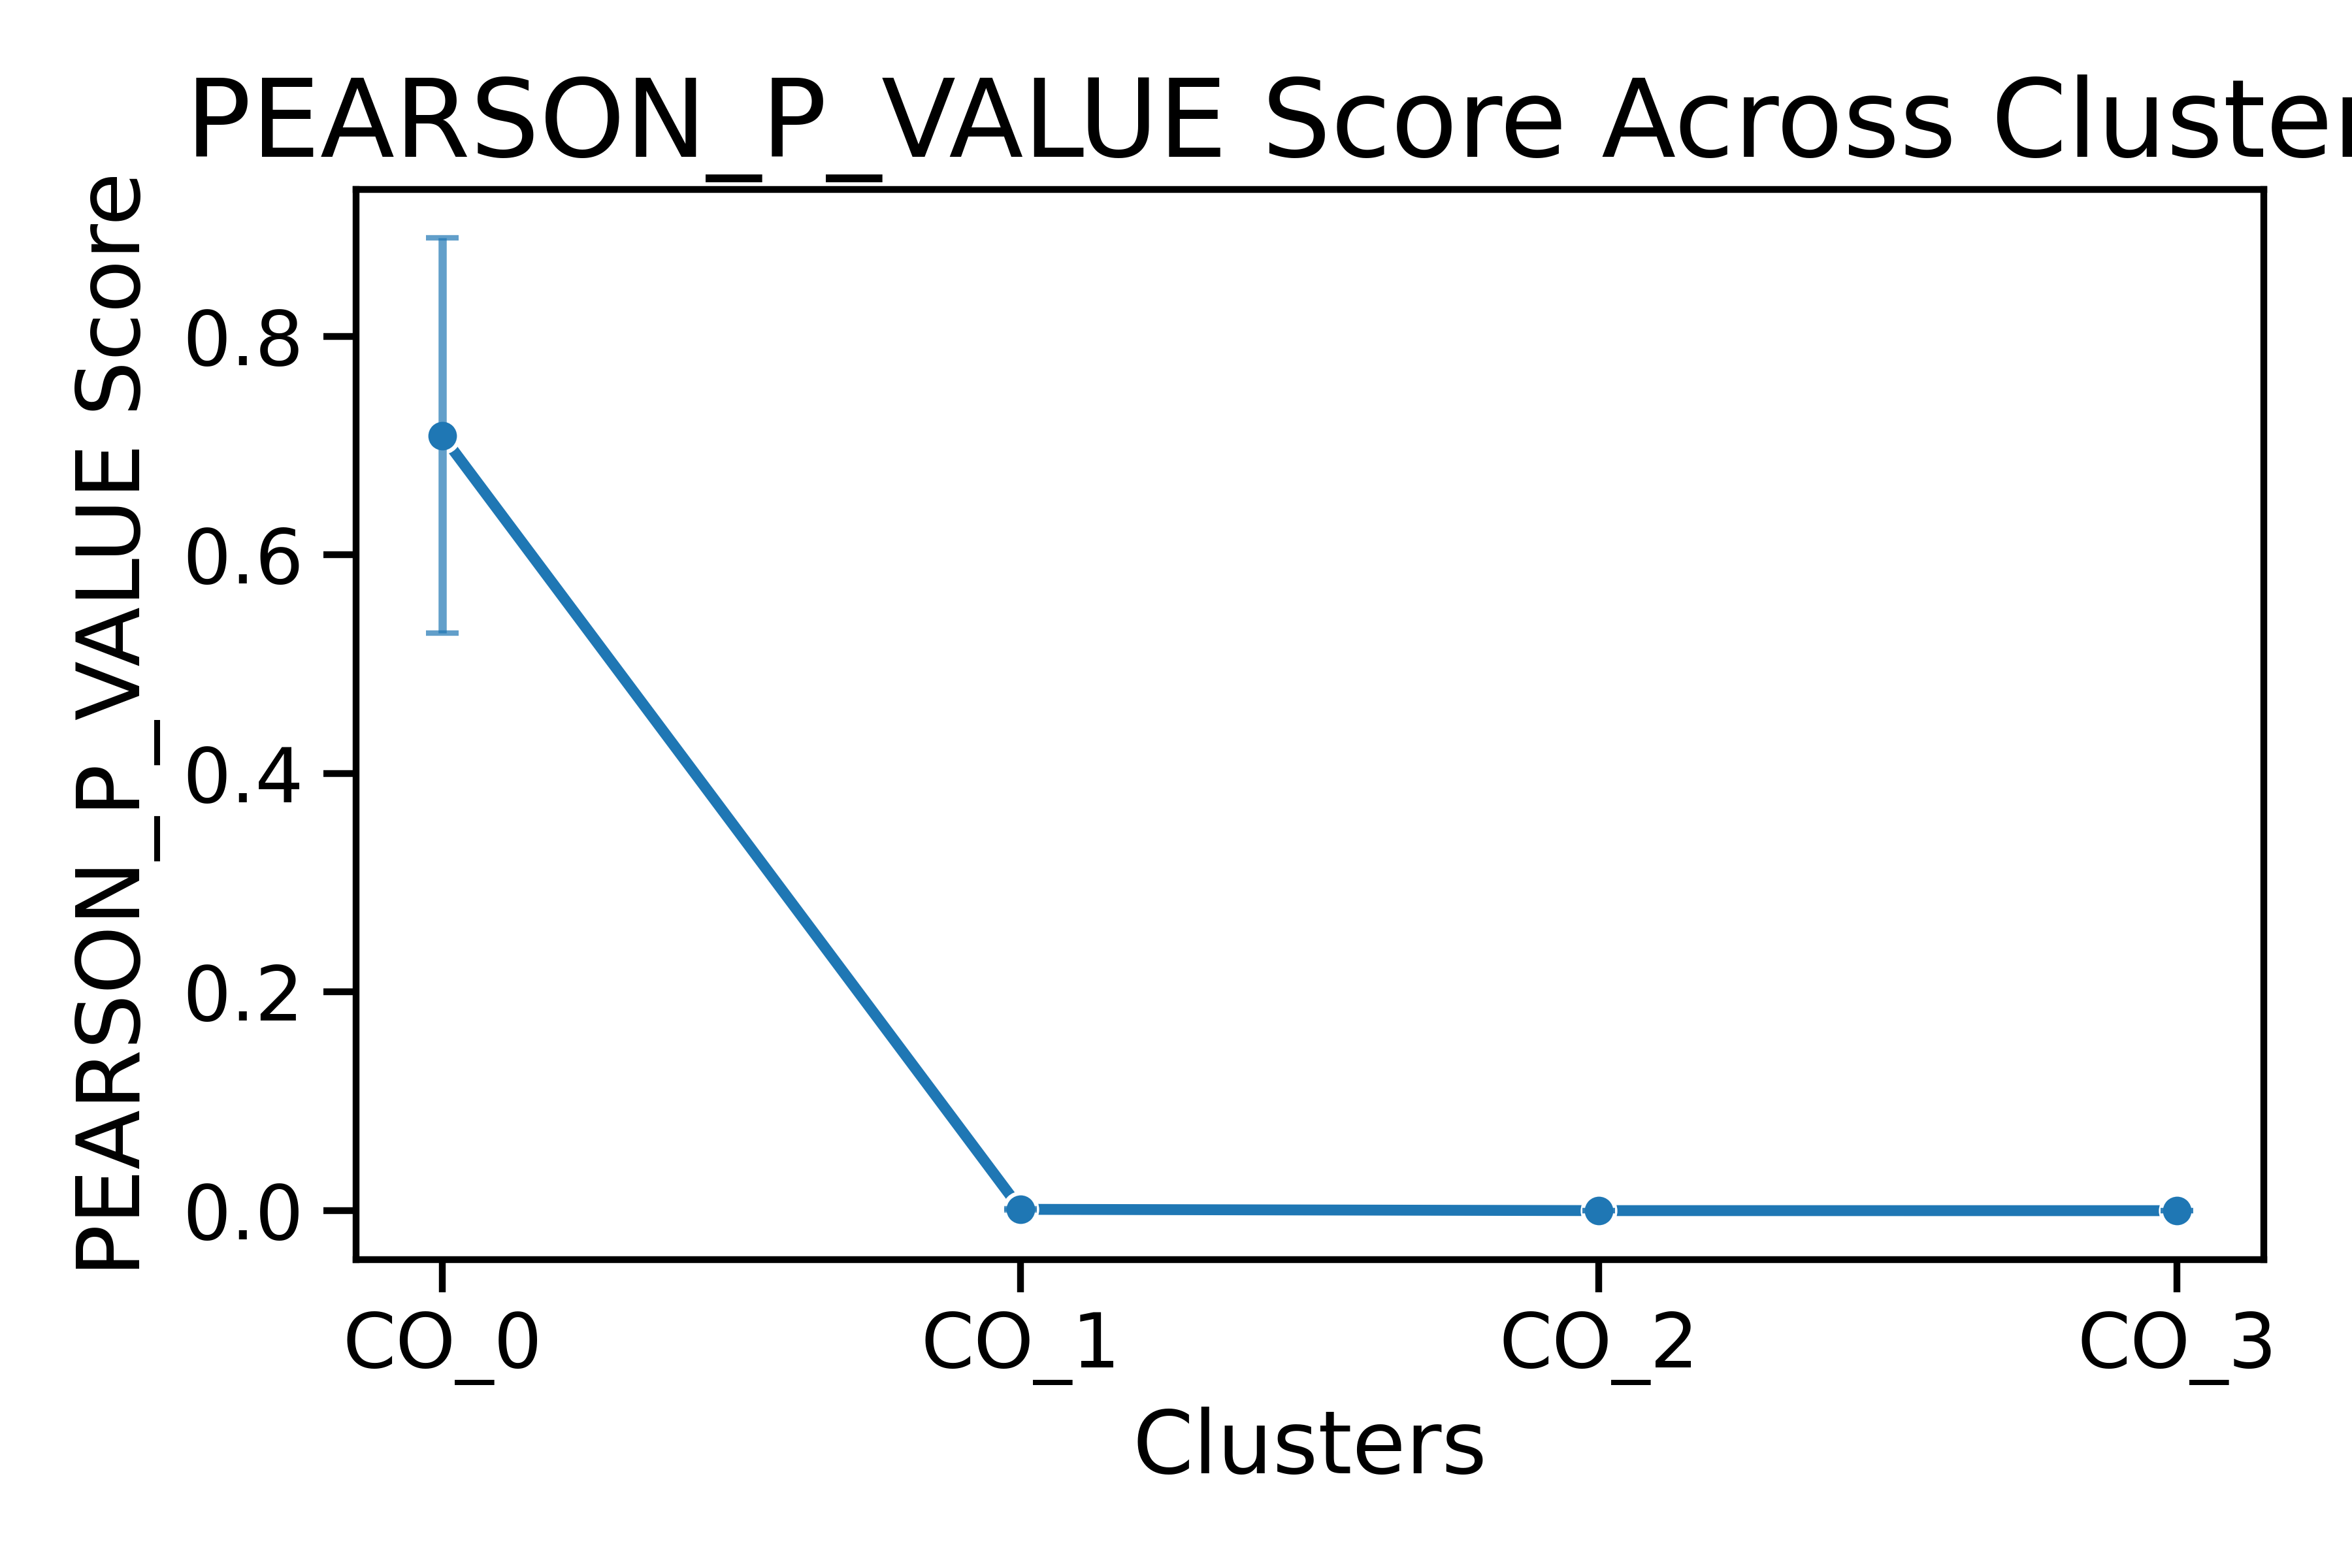 PEARSON_P_VALUE Score Across Cluster
PEARSON_P_VALUE Score
0.8
0.6
0.4
0.2
0.0
CO_0 CO_1 CO_2 CO_3
Clusters